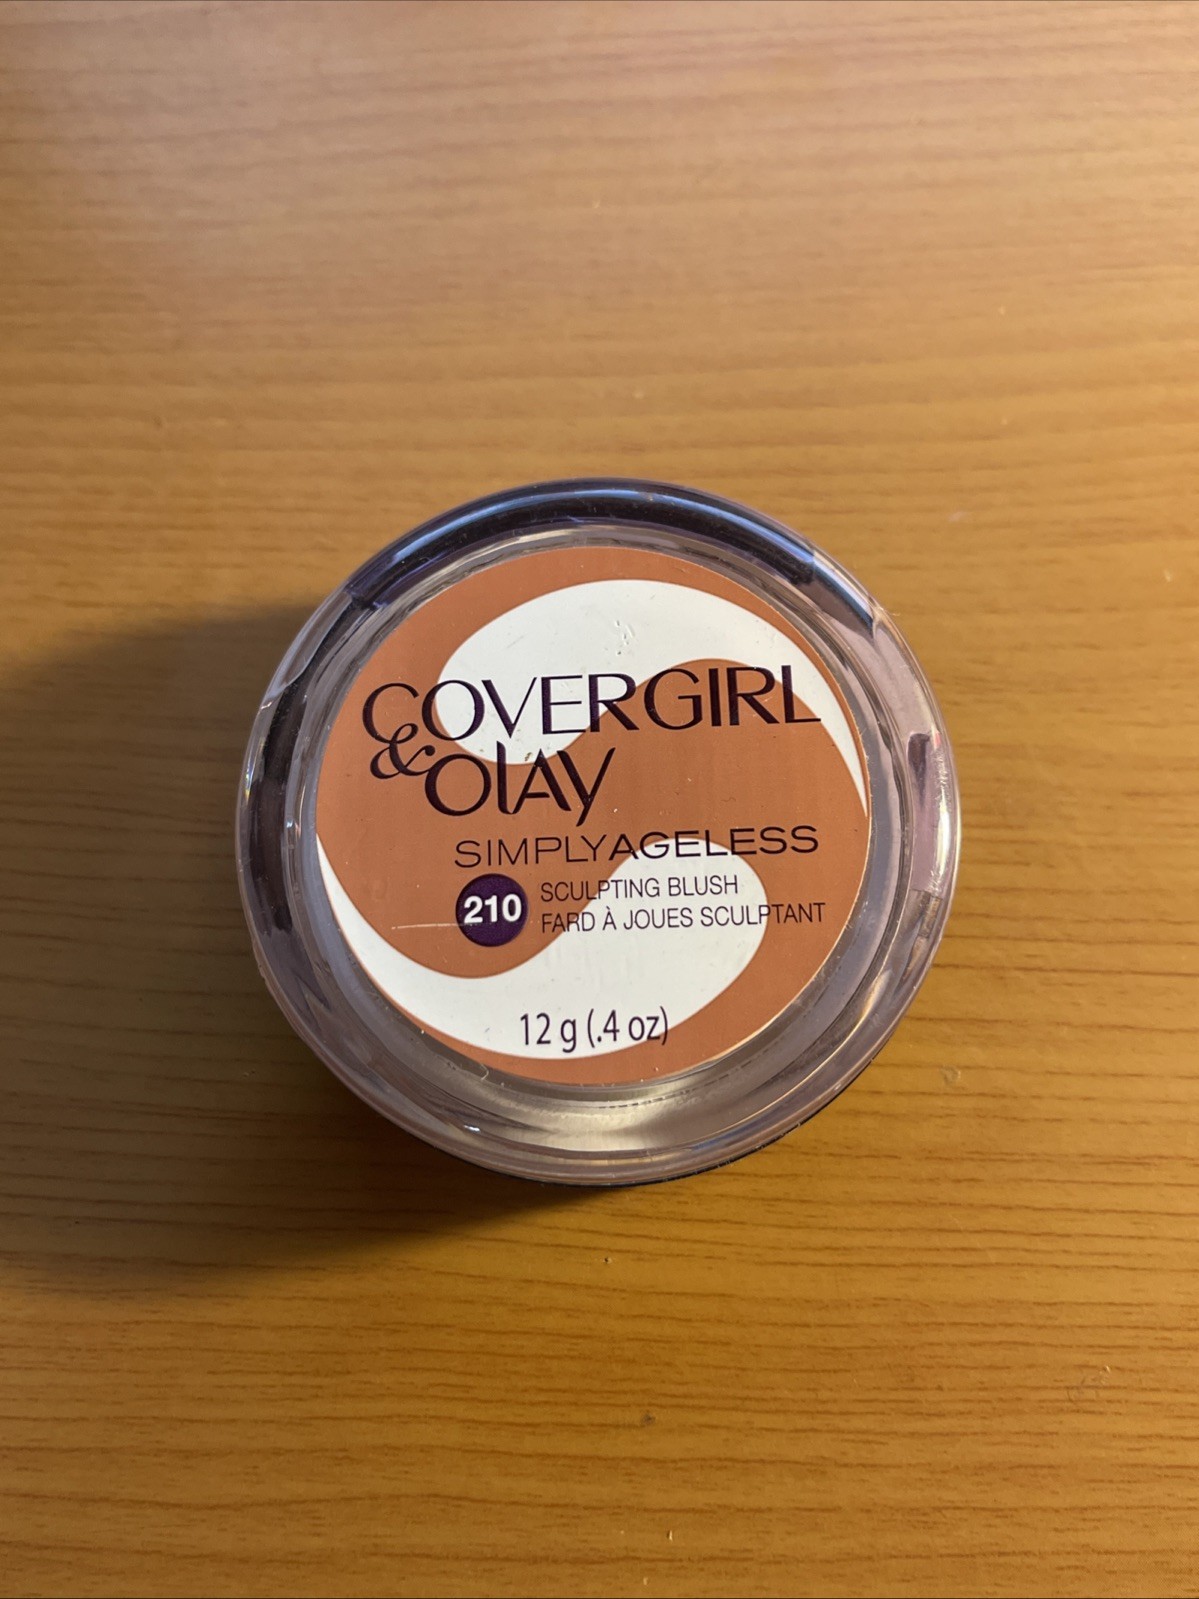 COVERGIRL
& OLAY
SIMPLYAGELESS
210 SCULPTING BLUSH
FARD À JOUES SCULPTANT
12 g (.4 oz)